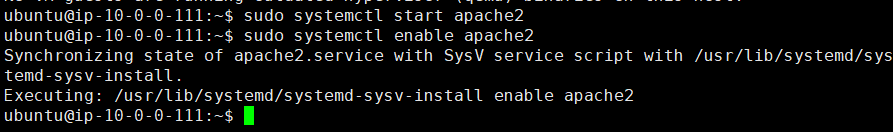 No VM guests are running outdated hypervisor (qemu) binaries on this host.
ubuntu@ip-10-0-0-111:~$ sudo systemctl start apache2
ubuntu@ip-10-0-0-111:~$ sudo systemctl enable apache2
Synchronizing state of apache2.service with SysV service script with /usr/lib/systemd/sys
temd-sysv-install.
Executing: /usr/lib/systemd/systemd-sysv-install enable apache2
ubuntu@ip-10-0-0-111:~$